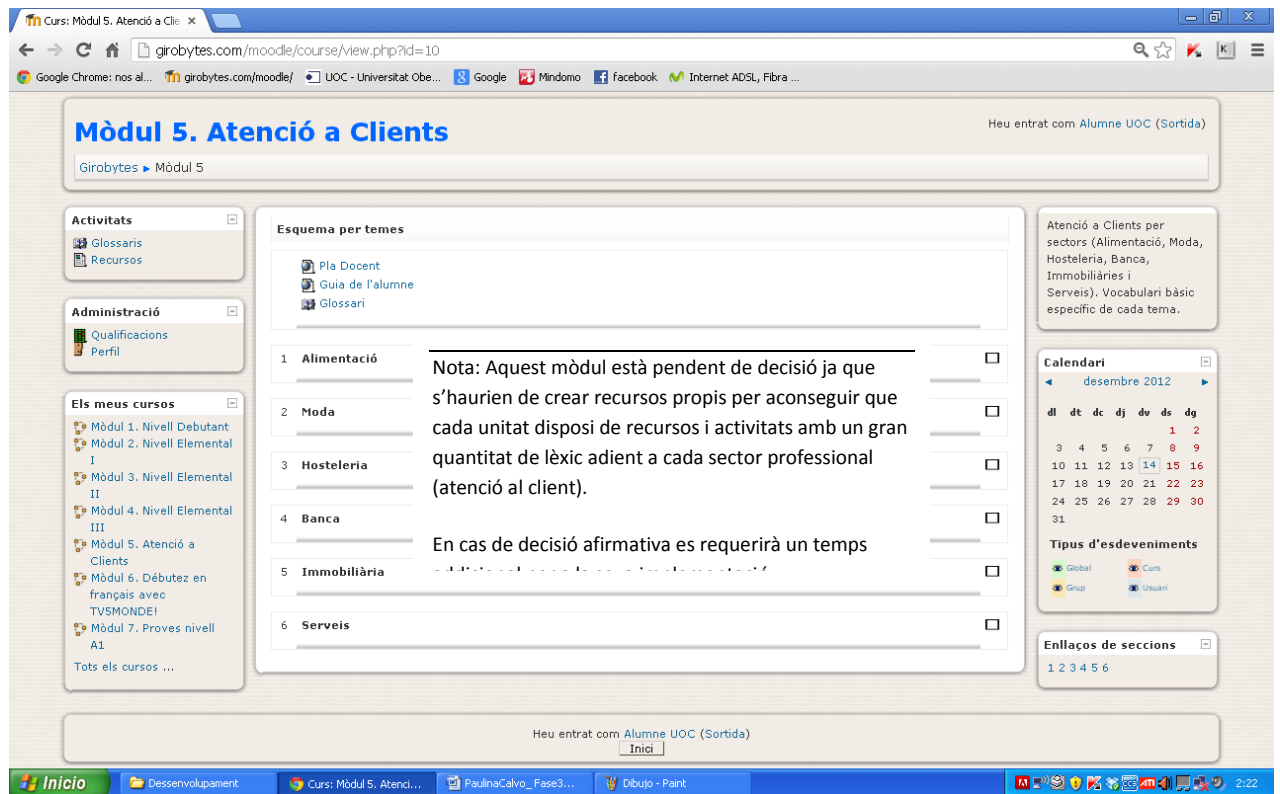 Curs: Mòdul 5. Atenció a Clie
girobytes.com/moodle/course/view.php?id=10
Google Chrome: nos al... girobytes.com/moodle/ UOC - Universitat Obe... Google Mindomo facebook Internet ADSL, Fibra ...
Mòdul 5. Atenció a Clients
Heu entrat com Alumne UOC (Sortida)
Girobytes ► Mòdul 5
Activitats
Glossaris
Recursos
Administració
Qualificacions
Perfil
Els meus cursos
Mòdul 1. Nivell Debutant
Mòdul 2. Nivell Elemental
I
Mòdul 3. Nivell Elemental
II
Mòdul 4. Nivell Elemental
III
Mòdul 5. Atenció a
Clients
Mòdul 6. Débutez en
français avec
TV5MONDE!
Mòdul 7. Proves nivell
A1
Tots els cursos ...
Esquema per temes
Pla Docent
Guia de l'alumne
Glossari
1 Alimentació
2 Moda
3 Hosteleria
4 Banca
5 Immobiliària
6 Serveis
Nota: Aquest mòdul està pendent de decisió ja que
s’haurien de crear recursos propis per aconseguir que
cada unitat disposi de recursos i activitats amb un gran
quantitat de lèxic adient a cada sector professional
(atenció al client).
En cas de decisió afirmativa es requerirà un temps
Atenció a Clients per
sectors (Alimentació, Moda,
Hosteleria, Banca,
Immobiliàries i
Serveis). Vocabulari bàsic
específic de cada tema.
Calendari
◄ desembre 2012 ►
dl dt dc dj dv ds dg
1 2
3 4 5 6 7 8 9
10 11 12 13 14 15 16
17 18 19 20 21 22 23
24 25 26 27 28 29 30
31
Tipus d'esdeveniments
Global Curs
Grup Usuari
Enllaços de seccions
1 2 3 4 5 6
Heu entrat com Alumne UOC (Sortida)
Inici
Inicio Dessenvolupament Curs: Mòdul 5. Atenci... PaulinaCalvo_ Fase3... Dibujo - Paint 2:22